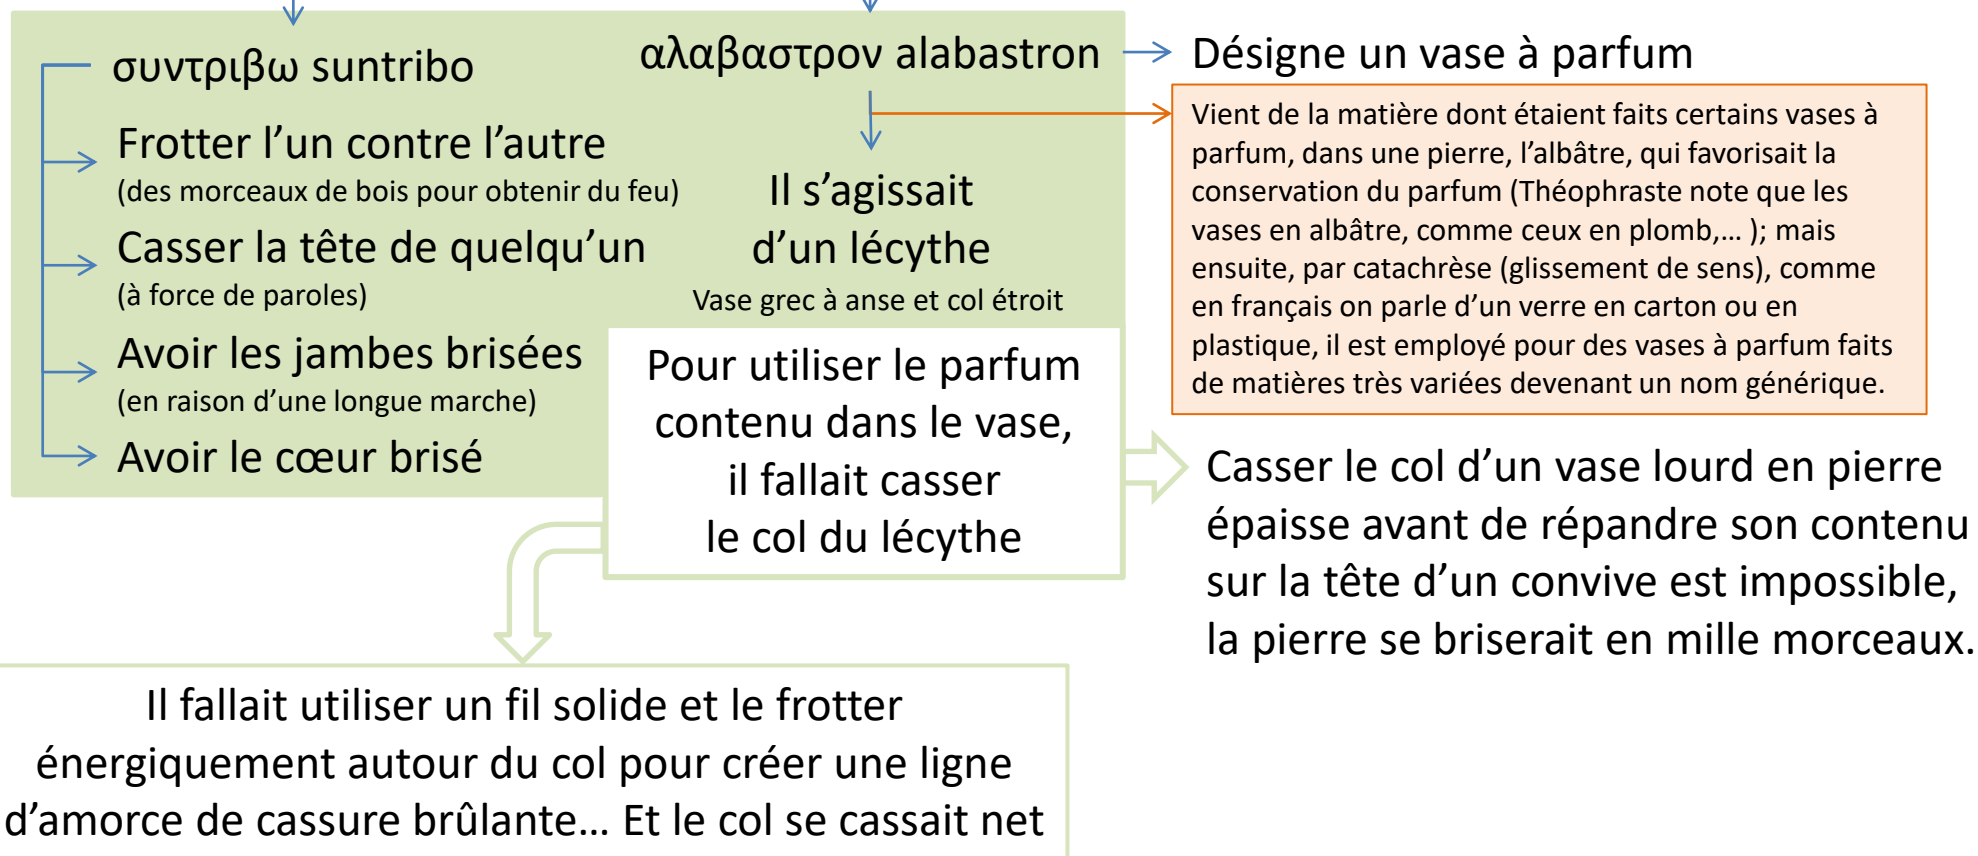 συντριβω suntribo
Frotter l’un contre l’autre
(des morceaux de bois pour obtenir du feu)
Casser la tête de quelqu’un
(à force de paroles)
Avoir les jambes brisées
(en raison d’une longue marche)
Avoir le cœur brisé
αλαβαστρον alabastron
Il s’agissait
d’un lécythe
Vase grec à anse et col étroit
Pour utiliser le parfum
contenu dans le vase,
il fallait casser
le col du lécythe
Désigne un vase à parfum
Vient de la matière dont étaient faits certains vases à
parfum, dans une pierre, l’albâtre, qui favorisait la
conservation du parfum (Théophraste note que les
vases en albâtre, comme ceux en plomb,… ); mais
ensuite, par catachrèse (glissement de sens), comme
en français on parle d’un verre en carton ou en
plastique, il est employé pour des vases à parfum faits
de matières très variées devenant un nom générique.
Casser le col d’un vase lourd en pierre
épaisse avant de répandre son contenu
sur la tête d’un convive est impossible,
la pierre se briserait en mille morceaux.
Il fallait utiliser un fil solide et le frotter
énergiquement autour du col pour créer une ligne
d’amorce de cassure brûlante… Et le col se cassait net